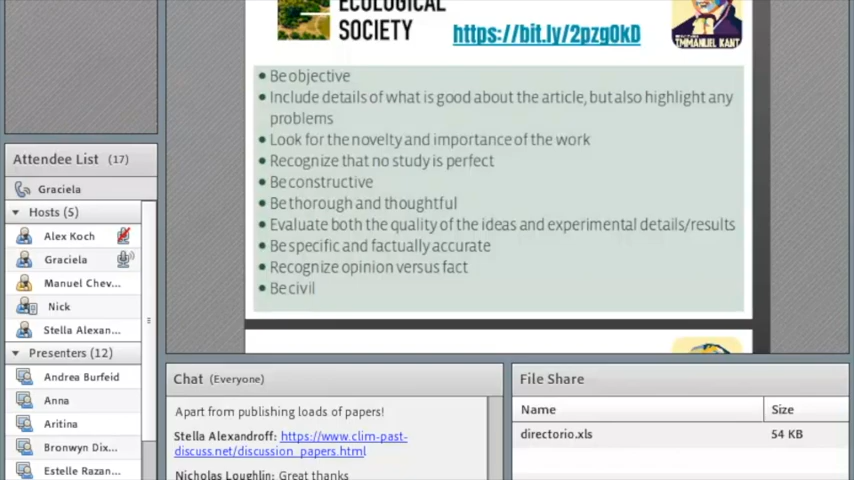 ECOLOGICAL
SOCIETY
https://bit.ly/2pzg0kD
IMMANUEL KANT
• Be objective
• Include details of what is good about the article, but also highlight any
problems
• Look for the novelty and importance of the work
• Recognize that no study is perfect
• Be constructive
• Be thorough and thoughtful
• Evaluate both the quality of the ideas and experimental details/results
• Be specific and factually accurate
• Recognize opinion versus fact
• Be civil
Attendee List (17)
Graciela
Hosts (5)
Alex Koch
Graciela
Manuel Chev...
Nick
Stella Alexan...
Presenters (12)
Andrea Burfeid
Anna
Aritina
Bronwyn Dix...
Estelle Razan...
Chat (Everyone)
Apart from publishing loads of papers!
Stella Alexandroff: https://www.clim-past-
discuss.net/discussion_papers.html
Nicholas Loughlin: Great thanks
File Share
Name Size
directorio.xls 54 KB